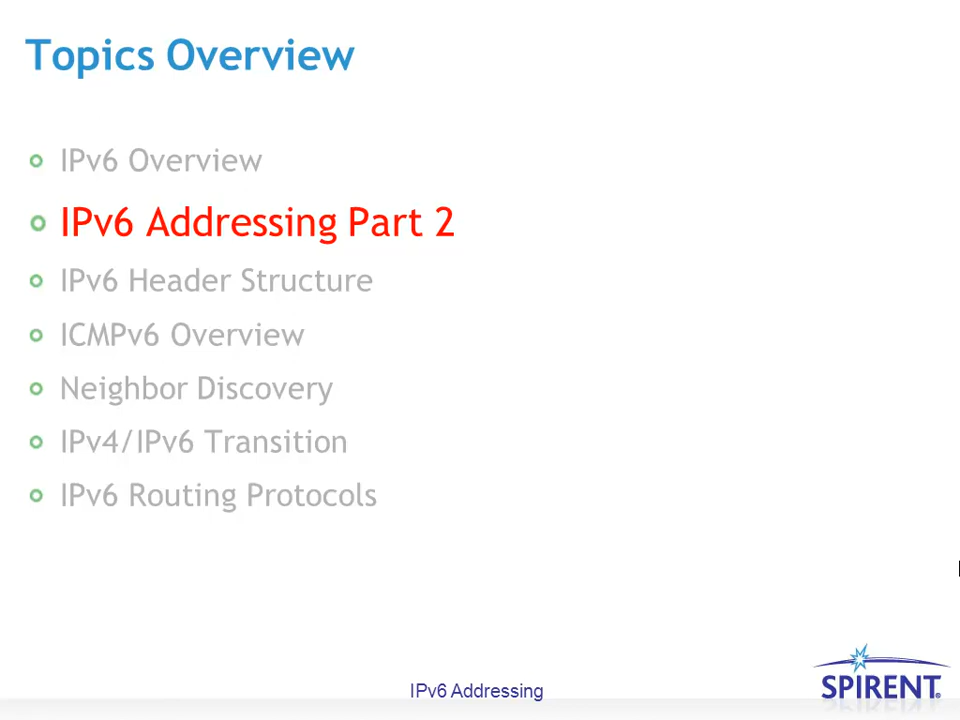 Topics Overview
IPv6 Overview
IPv6 Addressing Part 2
IPv6 Header Structure
ICMPv6 Overview
Neighbor Discovery
IPv4/IPv6 Transition
IPv6 Routing Protocols
IPv6 Addressing
SPIRENT®